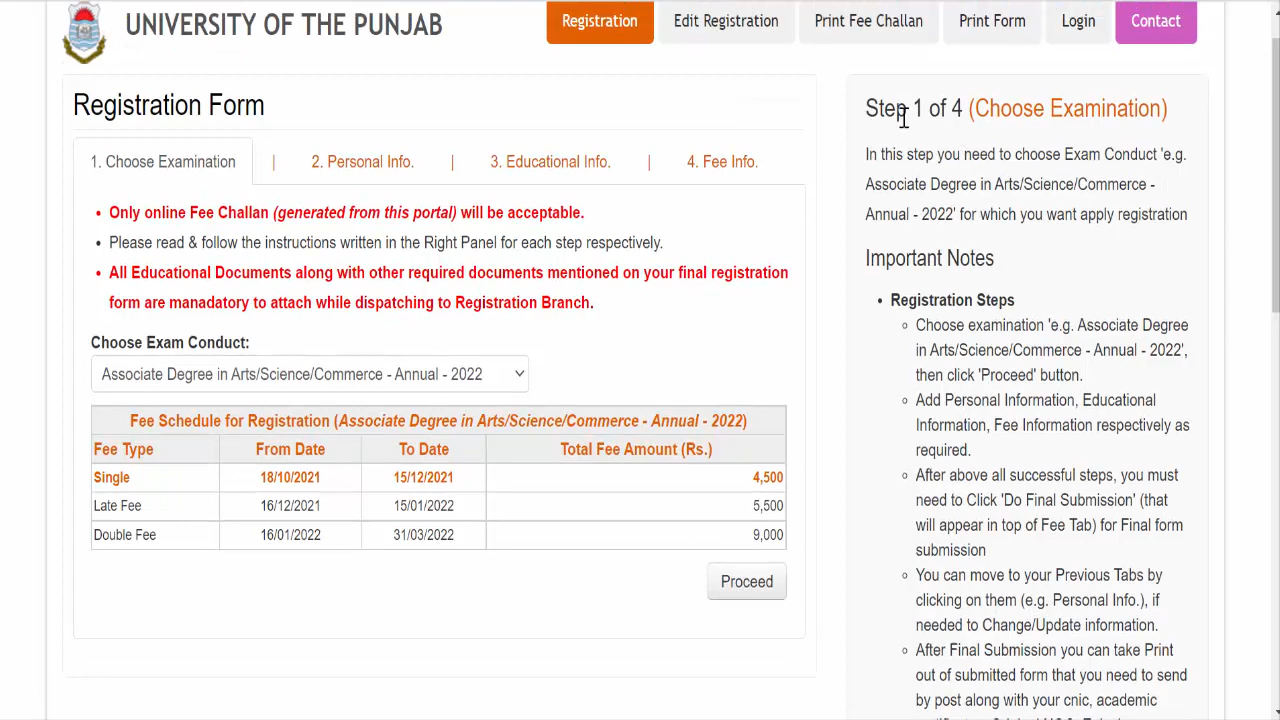 UNIVERSITY OF THE PUNJAB
Registration
Edit Registration
Print Fee Challan
Print Form
Login
Contact
Registration Form
1. Choose Examination
|
2. Personal Info.
|
3. Educational Info.
|
4. Fee Info.
• Only online Fee Challan (generated from this portal) will be acceptable.
• Please read & follow the instructions written in the Right Panel for each step respectively.
• All Educational Documents along with other required documents mentioned on your final registration
form are manadatory to attach while dispatching to Registration Branch.
Choose Exam Conduct:
Associate Degree in Arts/Science/Commerce - Annual - 2022
Fee Schedule for Registration (Associate Degree in Arts/Science/Commerce - Annual - 2022)
Fee Type From Date To Date Total Fee Amount (Rs.)
Single 18/10/2021 15/12/2021 4,500
Late Fee 16/12/2021 15/01/2022 5,500
Double Fee 16/01/2022 31/03/2022 9,000
Proceed
Step 1 of 4 (Choose Examination)
In this step you need to choose Exam Conduct 'e.g.
Associate Degree in Arts/Science/Commerce -
Annual - 2022' for which you want apply registration
Important Notes
• Registration Steps
◦ Choose examination 'e.g. Associate Degree
in Arts/Science/Commerce - Annual - 2022',
then click 'Proceed' button.
◦ Add Personal Information, Educational
Information, Fee Information respectively as
required.
◦ After above all successful steps, you must
need to Click 'Do Final Submission' (that
will appear in top of Fee Tab) for Final form
submission
◦ You can move to your Previous Tabs by
clicking on them (e.g. Personal Info.), if
needed to Change/Update information.
◦ After Final Submission you can take Print
out of submitted form that you need to send
by post along with your cnic, academic